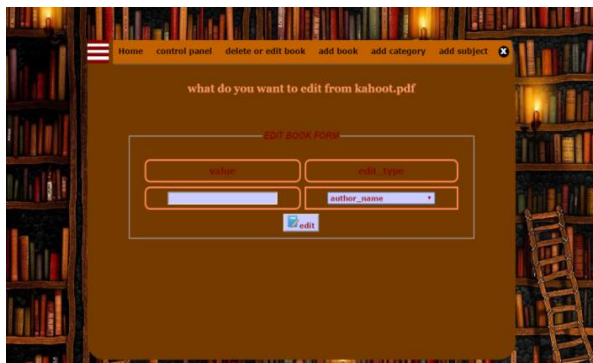 Home control panel delete or edit book add book add category add subject
what do you want to edit from kahoot.pdf
EDIT BOOK FORM
value edit_type
author_name
edit